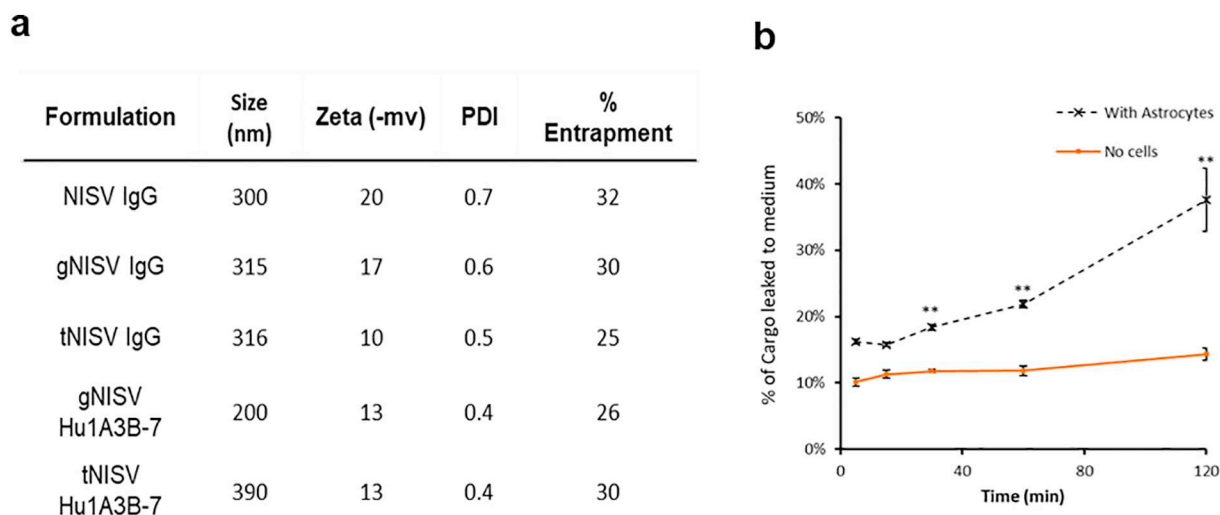 a
Formulation Size (nm) Zeta (-mv) PDI % Entrapment
NISV IgG 300 20 0.7 32
gNISV IgG 315 17 0.6 30
tNISV IgG 316 10 0.5 25
gNISV Hu1A3B-7 200 13 0.4 26
tNISV Hu1A3B-7 390 13 0.4 30
b
% of Cargo leaked to medium
50%
40%
30%
20%
10%
0%
With Astrocytes
No cells
**
**
**
0 40 80 120
Time (min)